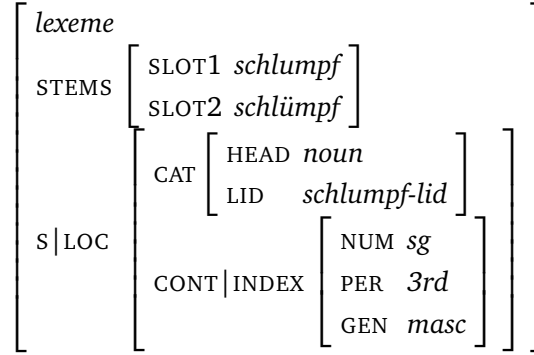 lexeme
STEMS SLOT1 schlumpf
SLOT2 schlümpf
S|LOC CAT HEAD noun
LID schlumpf-lid
CONT|INDEX NUM sg
PER 3rd
GEN masc